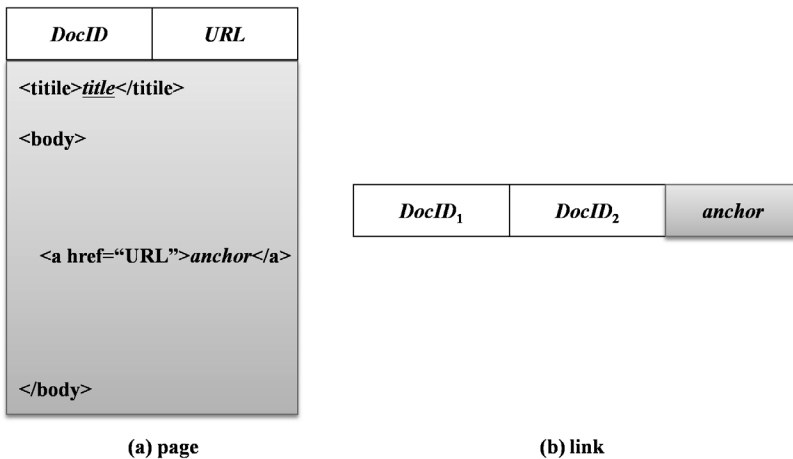 DocID URL
<titile>title</titile>
<body>
<a href=“URL”>anchor</a>
</body>
(a) page
DocID1 DocID2 anchor
(b) link